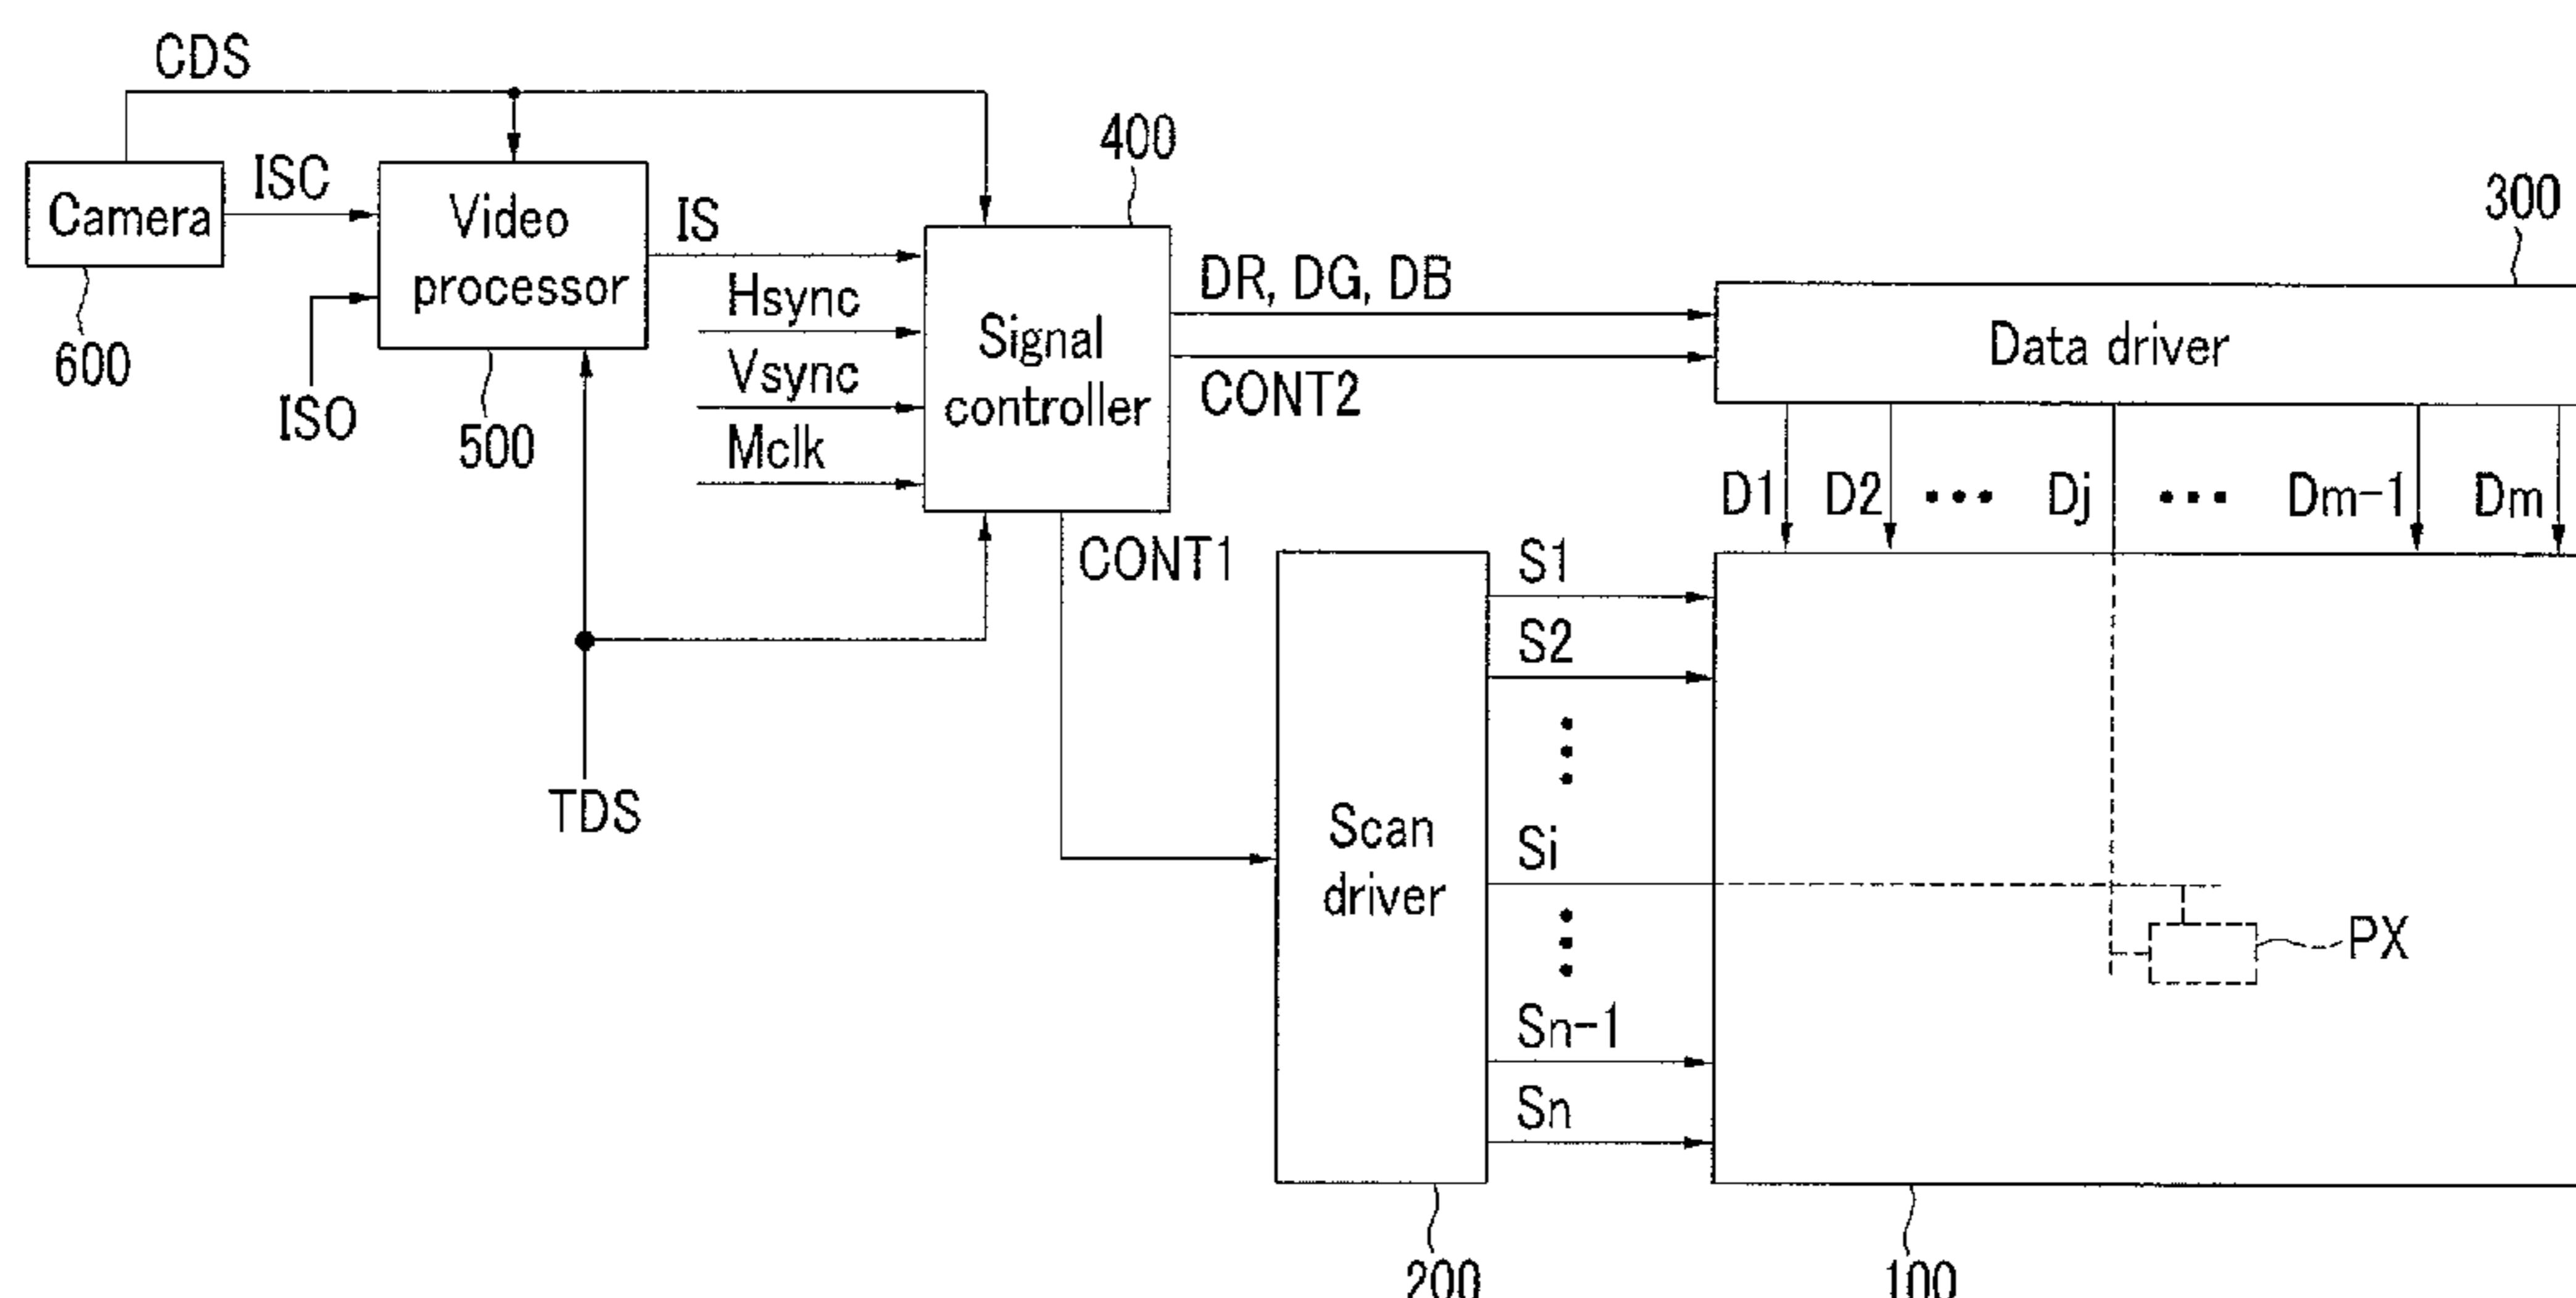 CDS
400
Camera
ISC
Video
processor
IS
300
Hsync
Signal
controller
DR, DG, DB
Data driver
600
ISO
500
Vsync
CONT2
Mclk
D1
D2
•••
Dj
•••
Dm-1
Dm
CONT1
S1
S2
TDS
Scan
driver
Si
PX
Sn-1
Sn
200
100